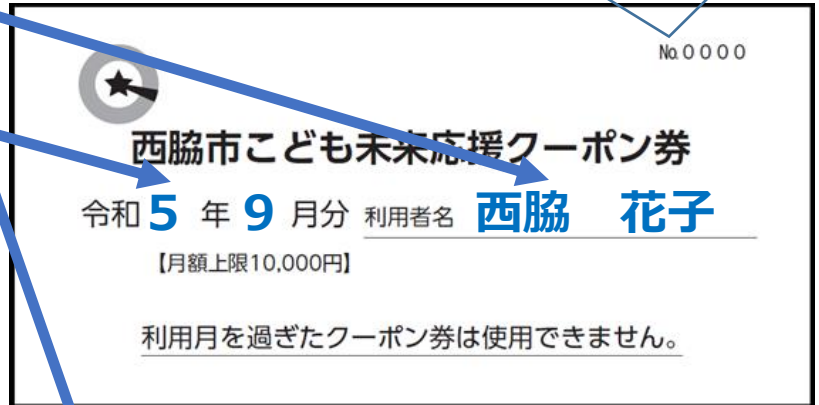 №0000
西脇市こども未来応援クーポン券
令和 5 年 9 月分 利用者名 西脇 花子
【月額上限10,000円】
利用月を過ぎたクーポン券は使用できません。